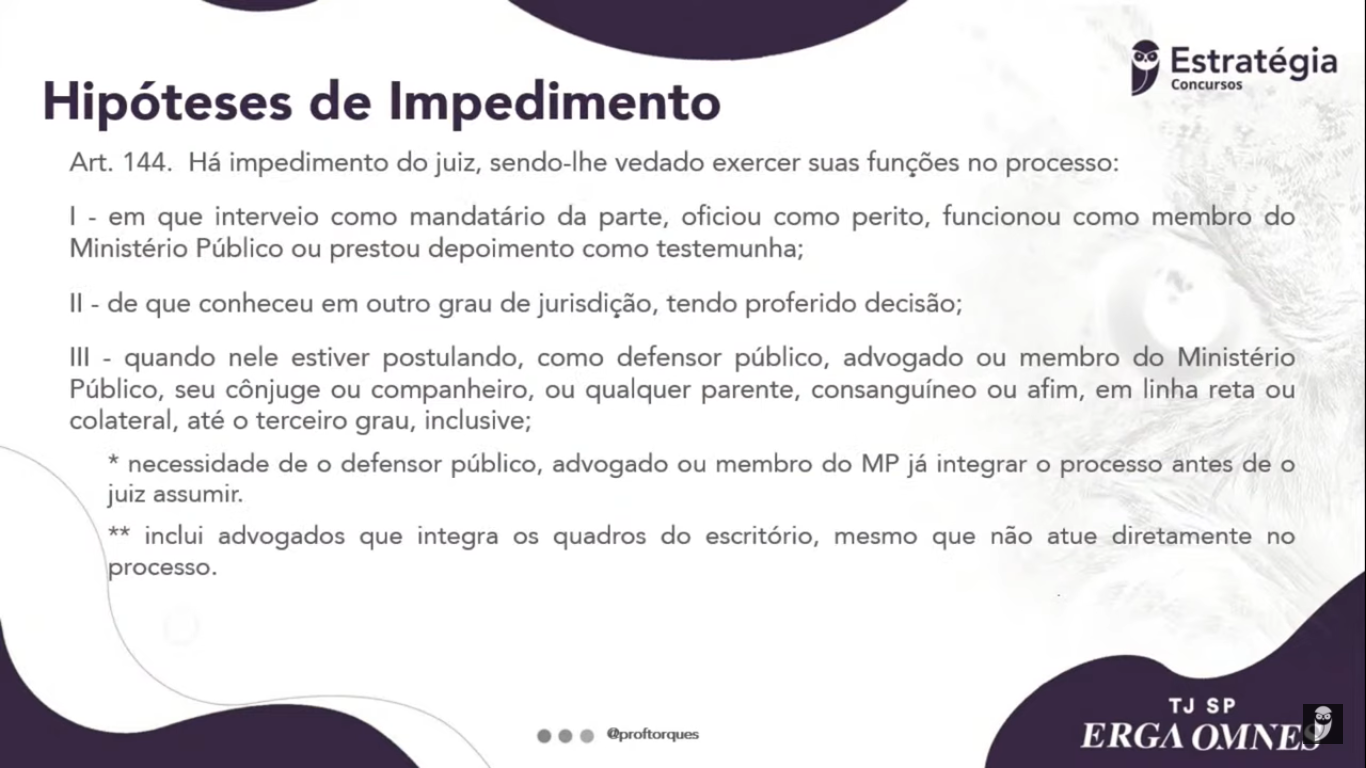 Estratégia
Concursos
Hipóteses de Impedimento
Art. 144. Há impedimento do juiz, sendo-lhe vedado exercer suas funções no processo:
I - em que interveio como mandatário da parte, oficiou como perito, funcionou como membro do
Ministério Público ou prestou depoimento como testemunha;
II - de que conheceu em outro grau de jurisdição, tendo proferido decisão;
III - quando nele estiver postulando, como defensor público, advogado ou membro do Ministério
Público, seu cônjuge ou companheiro, ou qualquer parente, consanguíneo ou afim, em linha reta ou
colateral, até o terceiro grau, inclusive;
* necessidade de o defensor público, advogado ou membro do MP já integrar o processo antes de o
juiz assumir.
** inclui advogados que integra os quadros do escritório, mesmo que não atue diretamente no
processo.
@proftorques
TJ SP
ERGA OMNES